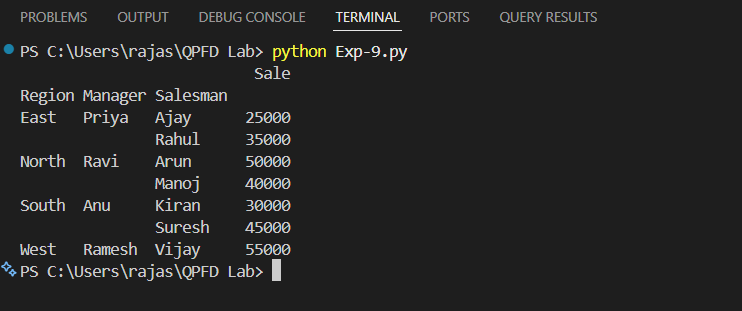 PROBLEMS OUTPUT DEBUG CONSOLE TERMINAL PORTS QUERY RESULTS
PS C:\Users\rajas\QPFD Lab> python Exp-9.py
                          Sale
Region Manager Salesman
East   Priya   Ajay      25000
               Rahul     35000
North  Ravi    Arun      50000
               Manoj     40000
South  Anu     Kiran     30000
               Suresh    45000
West   Ramesh  Vijay     55000
PS C:\Users\rajas\QPFD Lab>